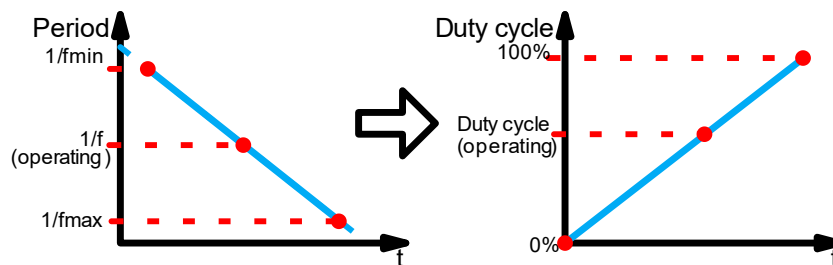 Period
1/fmin
1/f
(operating)
1/fmax
t
Duty cycle
100%
Duty cycle
(operating)
0%
t